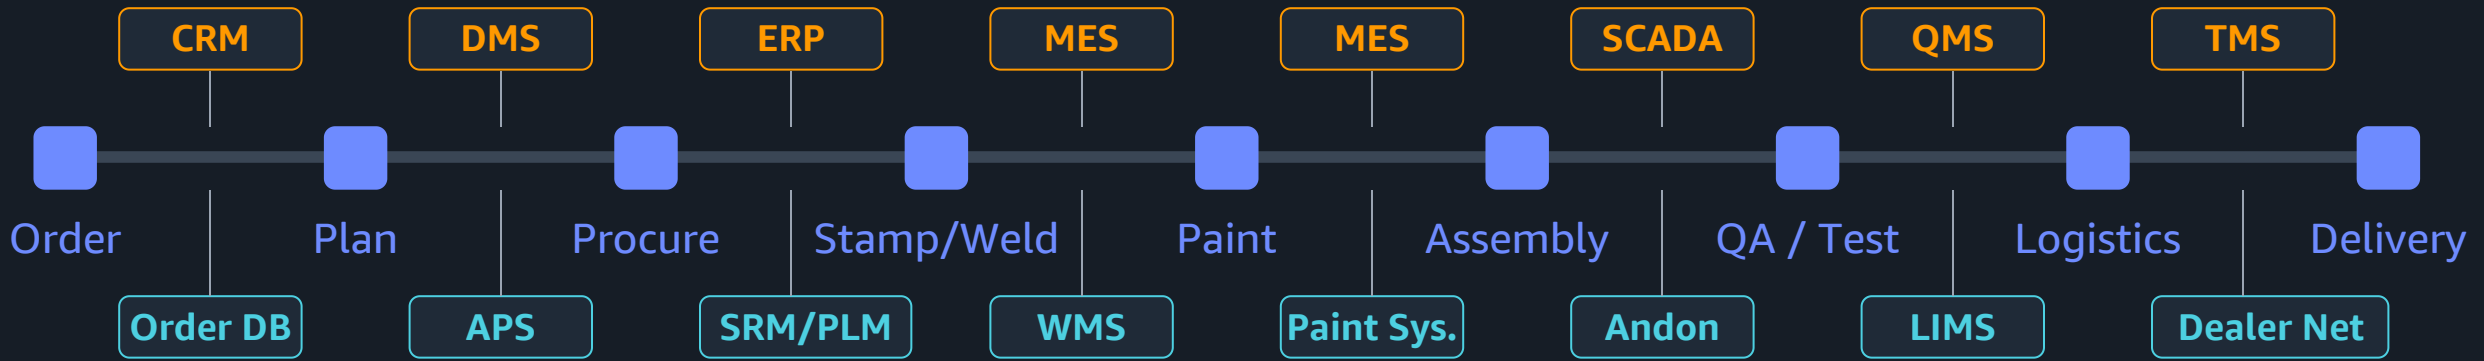 CRM
DMS
ERP
MES
MES
SCADA
QMS
TMS
Order
Plan
Procure
Stamp/Weld
Paint
Assembly
QA / Test
Logistics
Delivery
Order DB
APS
SRM/PLM
WMS
Paint Sys.
Andon
LIMS
Dealer Net